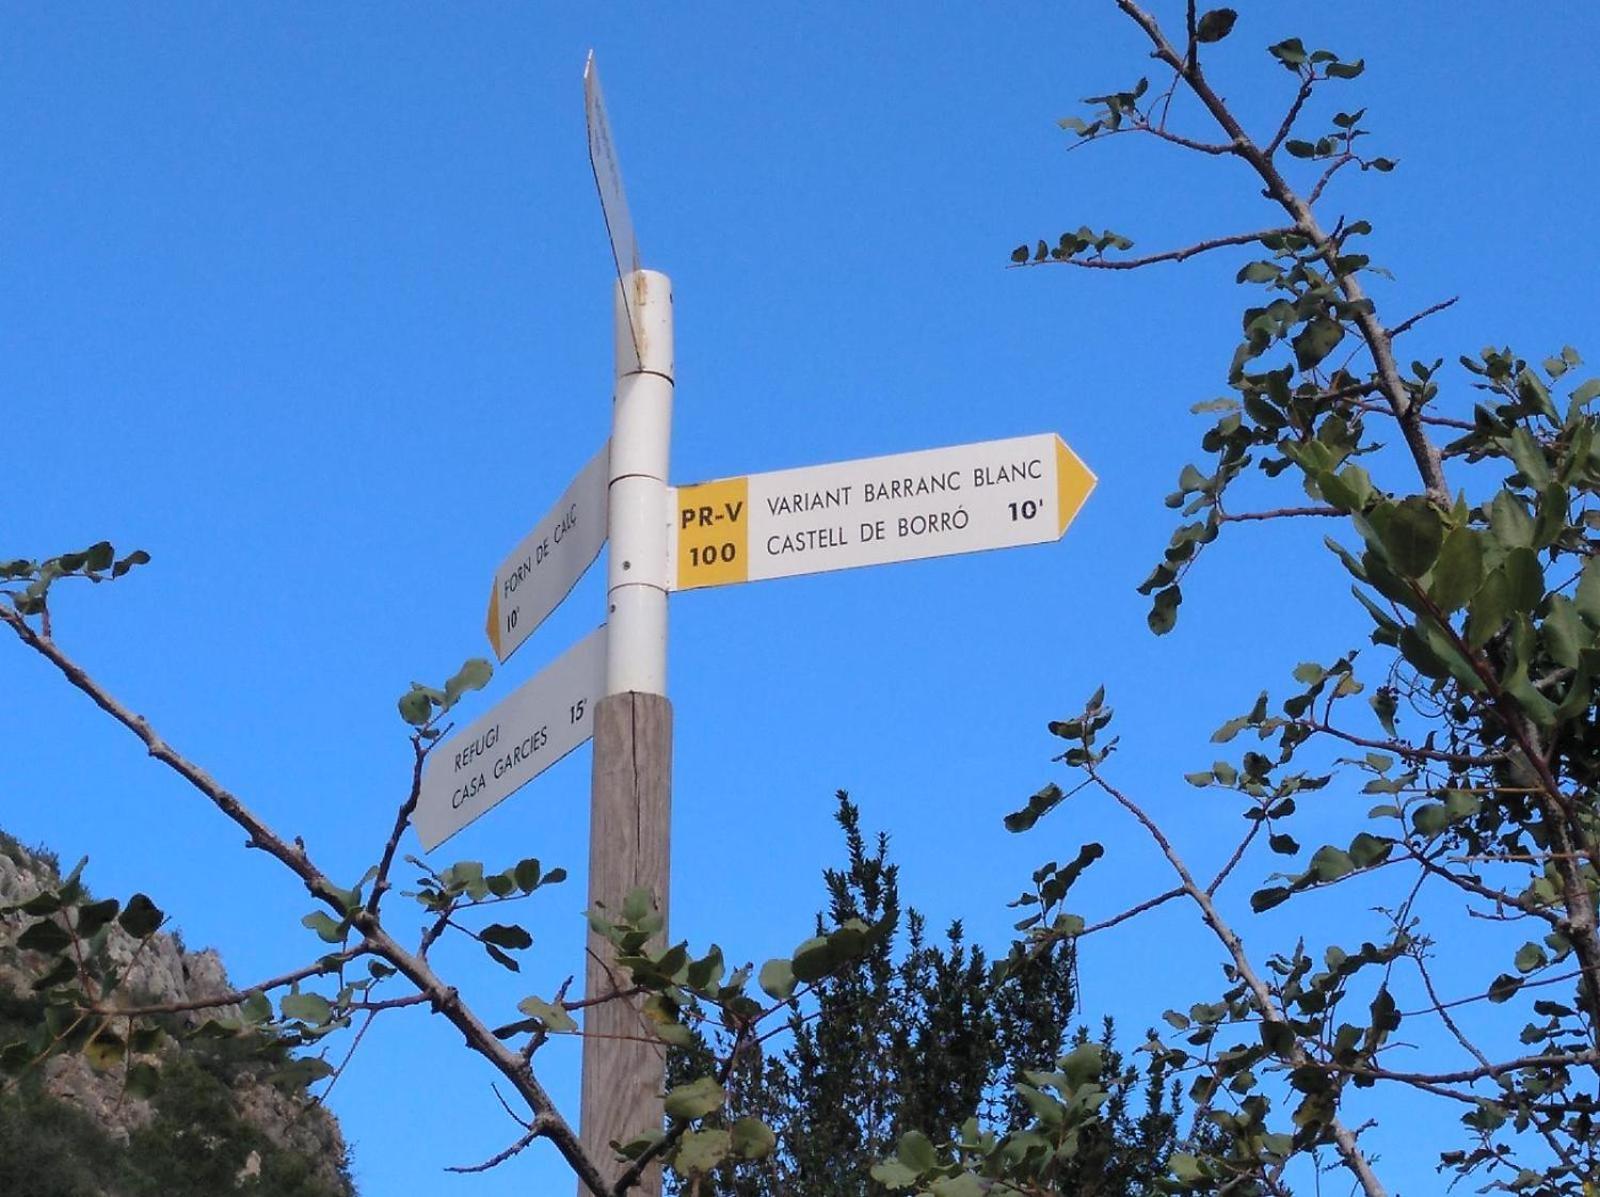 PR-V
100
VARIANT BARRANC BLANC
CASTELL DE BORRÓ 10'
FORN DE CALÇ
10'
REFUGI 15'
CASA GARCIES